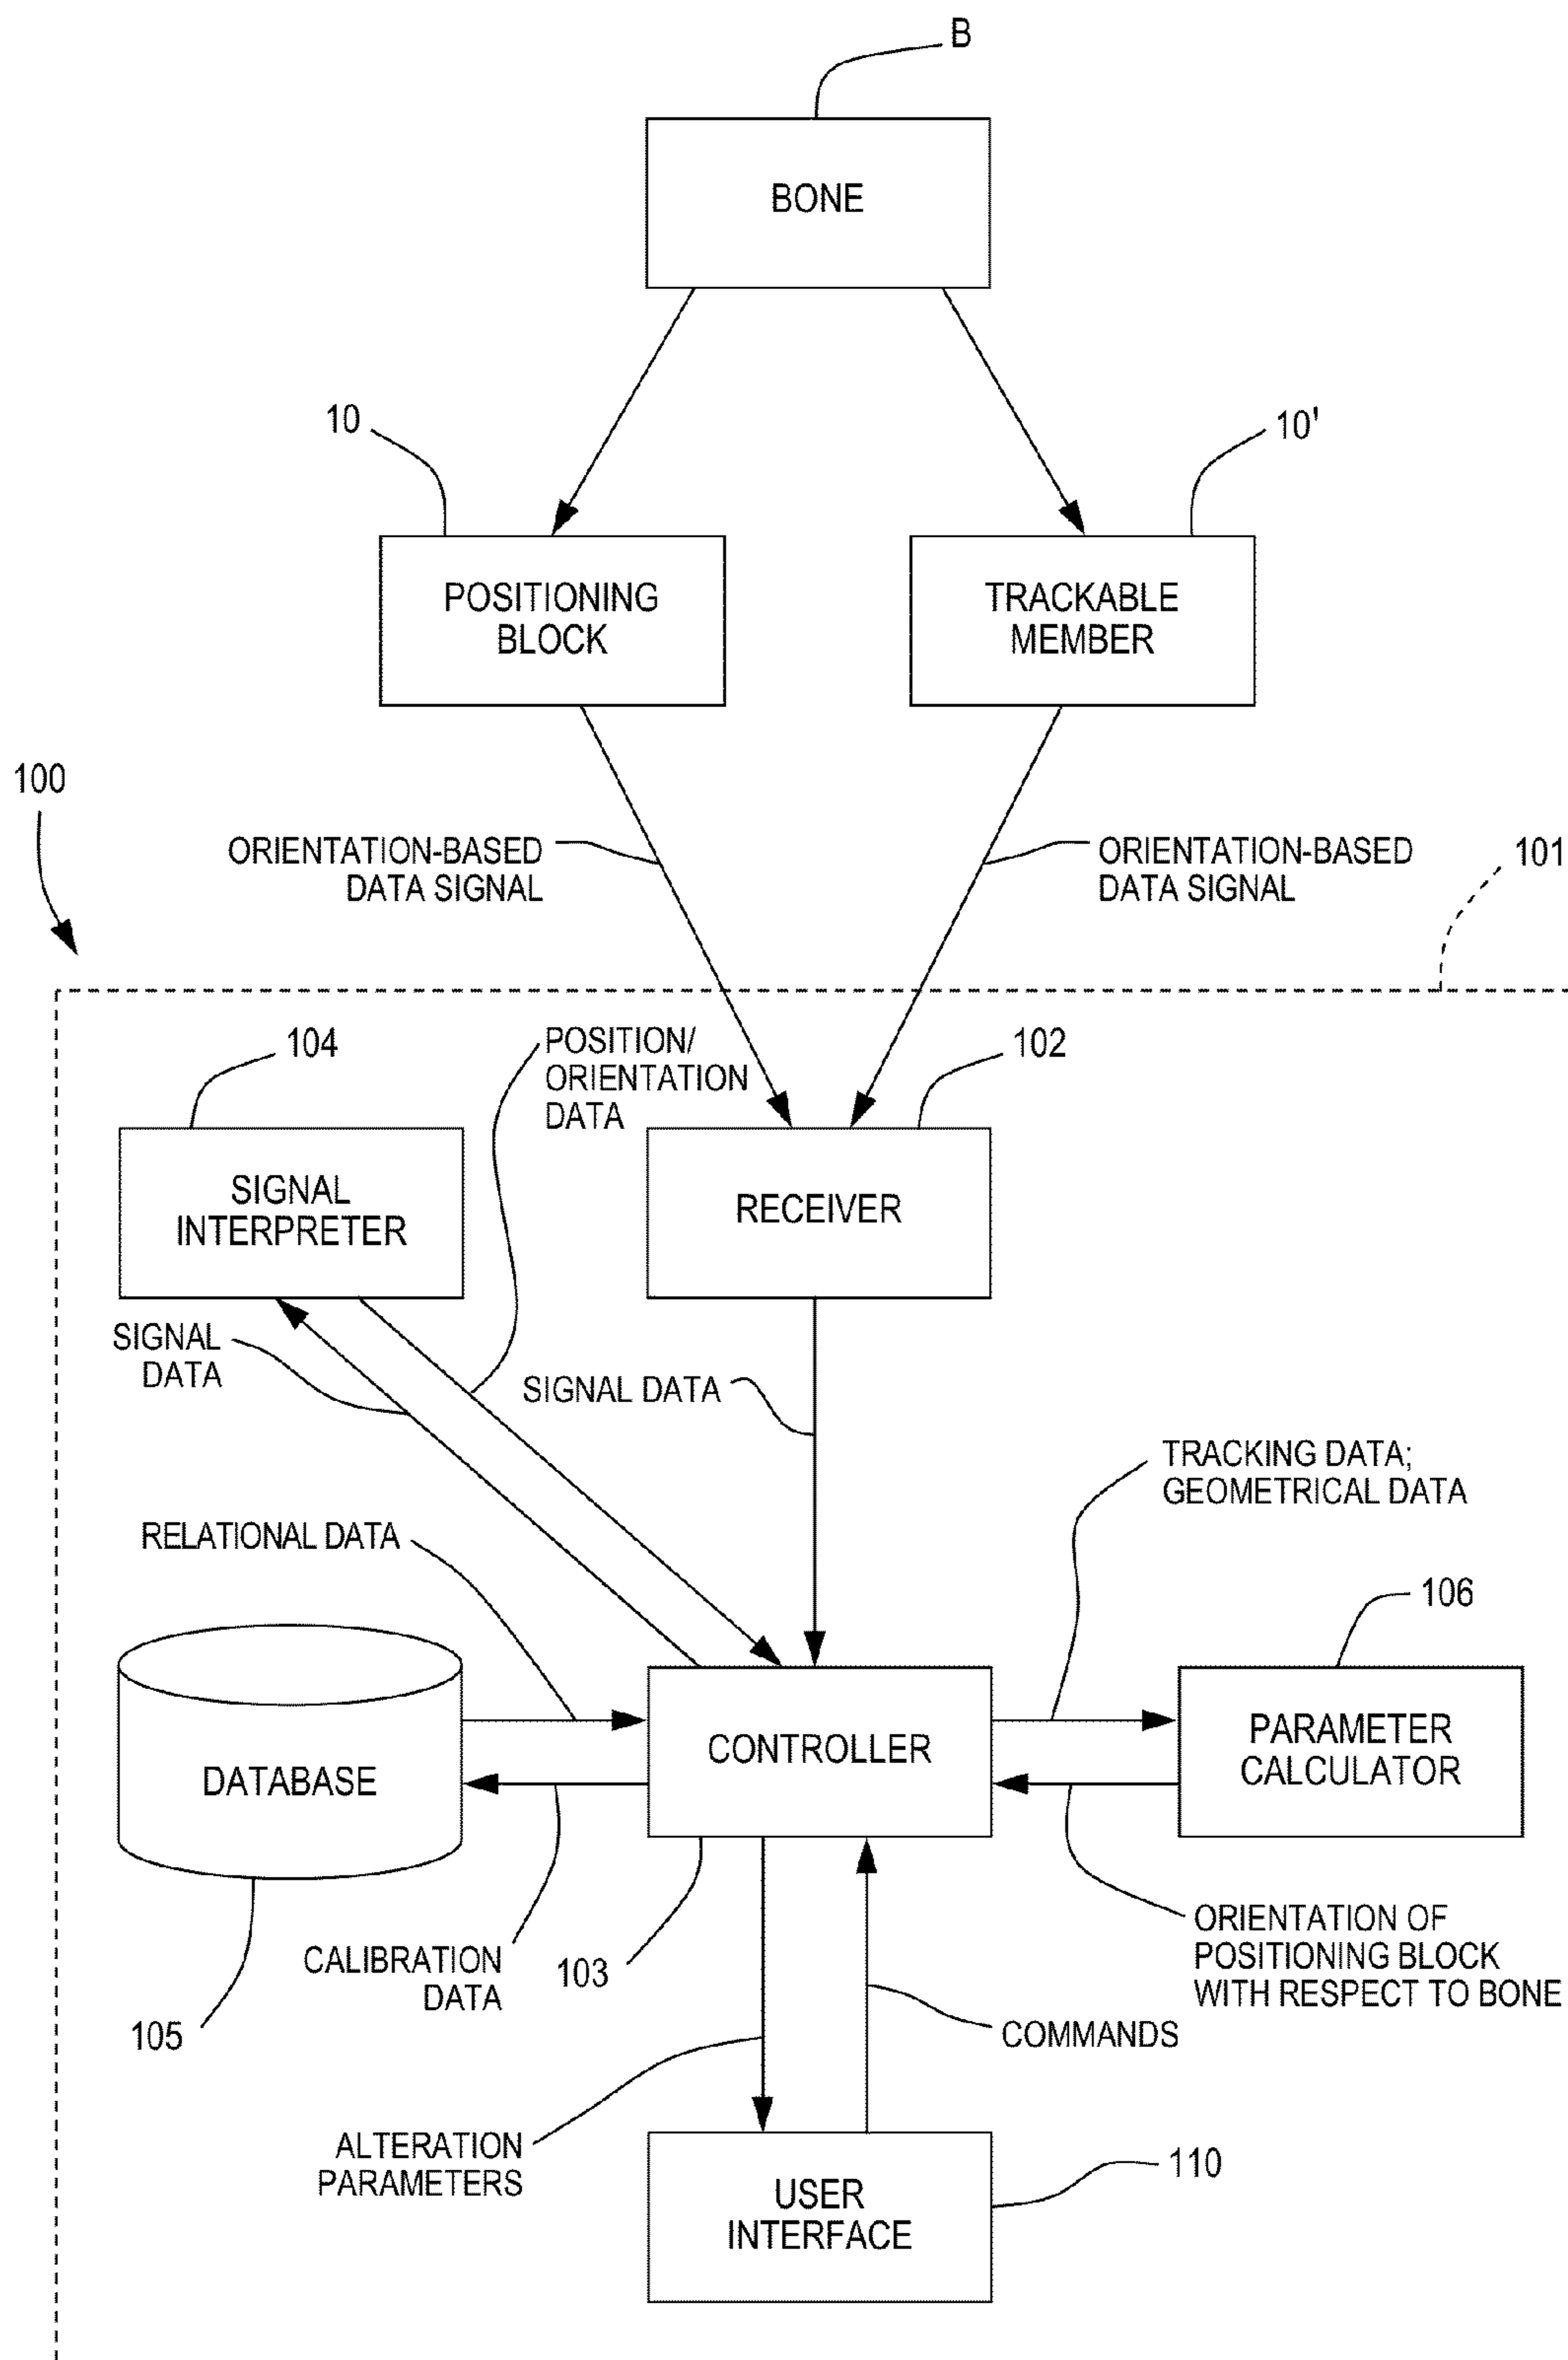 B
BONE
10
10'
POSITIONING
BLOCK
TRACKABLE
MEMBER
100
ORIENTATION-BASED
DATA SIGNAL
ORIENTATION-BASED
DATA SIGNAL
101
104
POSITION/
ORIENTATION
DATA
102
SIGNAL
INTERPRETER
RECEIVER
SIGNAL
DATA
SIGNAL DATA
TRACKING DATA;
GEOMETRICAL DATA
RELATIONAL DATA
106
DATABASE
CONTROLLER
PARAMETER
CALCULATOR
CALIBRATION
DATA
103
ORIENTATION OF
POSITIONING BLOCK
WITH RESPECT TO BONE
105
COMMANDS
ALTERATION
PARAMETERS
110
USER
INTERFACE